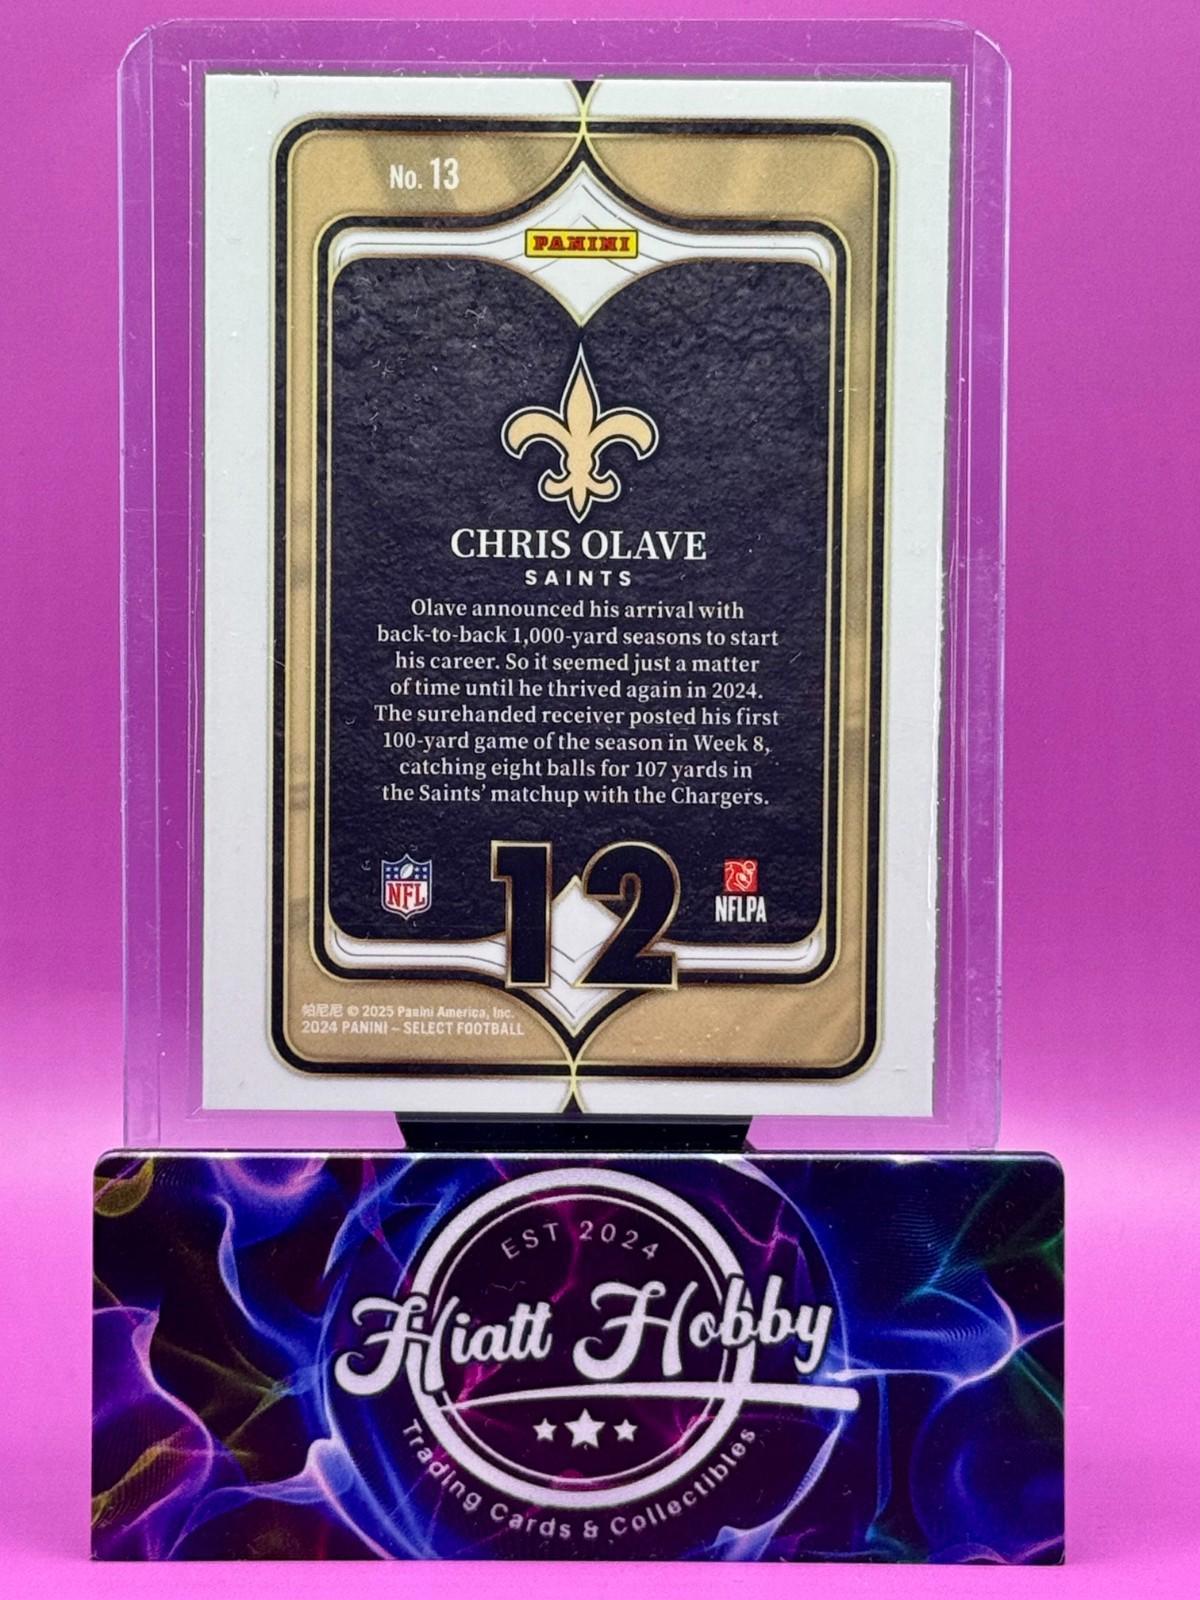 No. 13
PANINI
CHRIS OLAVE
SAINTS
Olave announced his arrival with
back-to-back 1,000-yard seasons to start
his career. So it seemed just a matter
of time until he thrived again in 2024.
The surehanded receiver posted his first
100-yard game of the season in Week 8,
catching eight balls for 107 yards in
the Saints' matchup with the Chargers.
NFL
12
NFLPA
帕尼尼 © 2025 Panini America, Inc.
2024 PANINI – SELECT FOOTBALL
EST 2024
Hiatt Hobby
Trading Cards & Collectibles